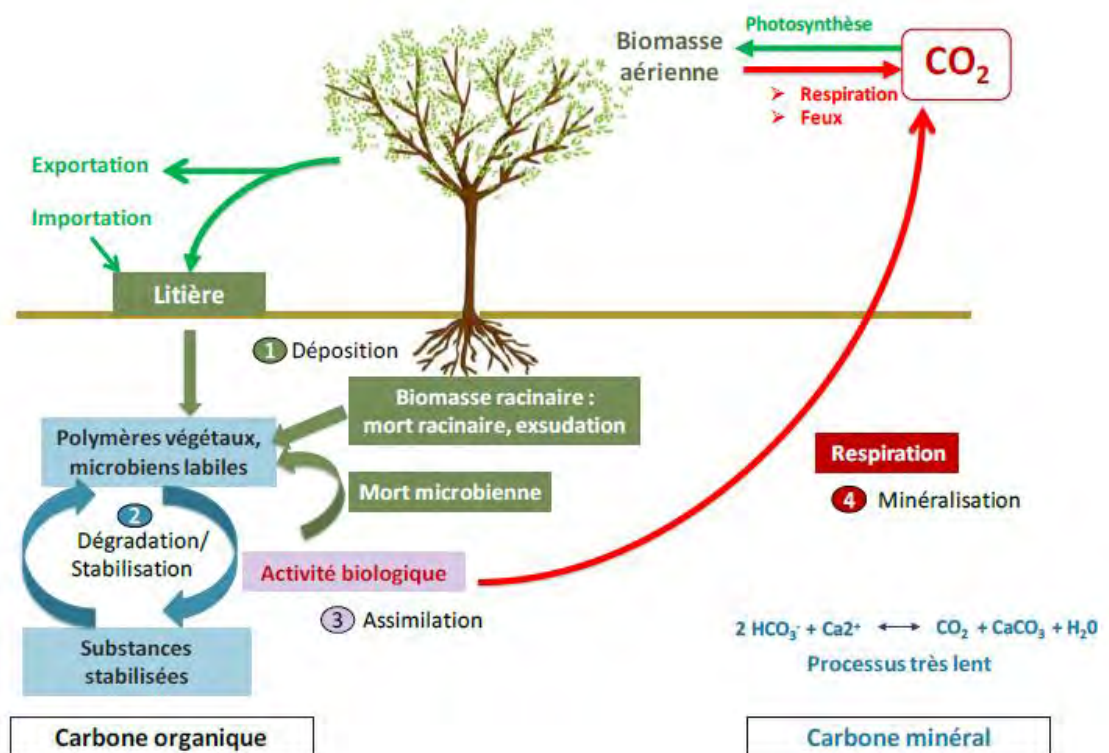 Photosynthèse
Biomasse
aérienne
CO₂
➢ Respiration
➢ Feux
Exportation
Importation
Litière
1 Déposition
Biomasse racinaire :
mort racinaire, exsudation
Polymères végétaux,
microbiens labiles
Mort microbienne
Respiration
4 Minéralisation
2
Dégradation/
Stabilisation
Activité biologique
3 Assimilation
Substances
stabilisées
2 HCO₃⁻ + Ca2⁺ ⟷ CO₂ + CaCO₃ + H₂0
Processus très lent
Carbone organique
Carbone minéral